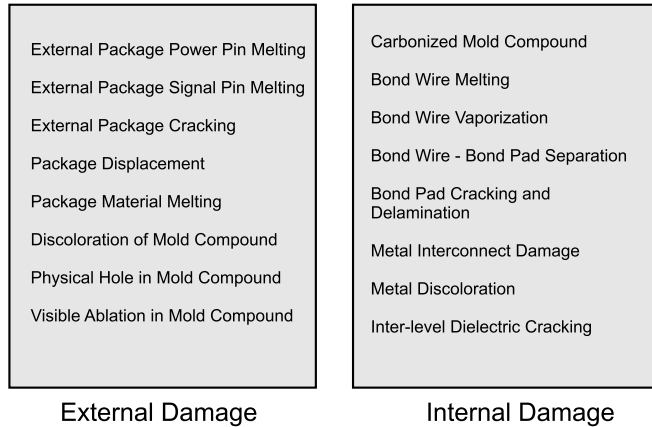 External Package Power Pin Melting
External Package Signal Pin Melting
External Package Cracking
Package Displacement
Package Material Melting
Discoloration of Mold Compound
Physical Hole in Mold Compound
Visible Ablation in Mold Compound
External Damage
Carbonized Mold Compound
Bond Wire Melting
Bond Wire Vaporization
Bond Wire - Bond Pad Separation
Bond Pad Cracking and
Delamination
Metal Interconnect Damage
Metal Discoloration
Inter-level Dielectric Cracking
Internal Damage